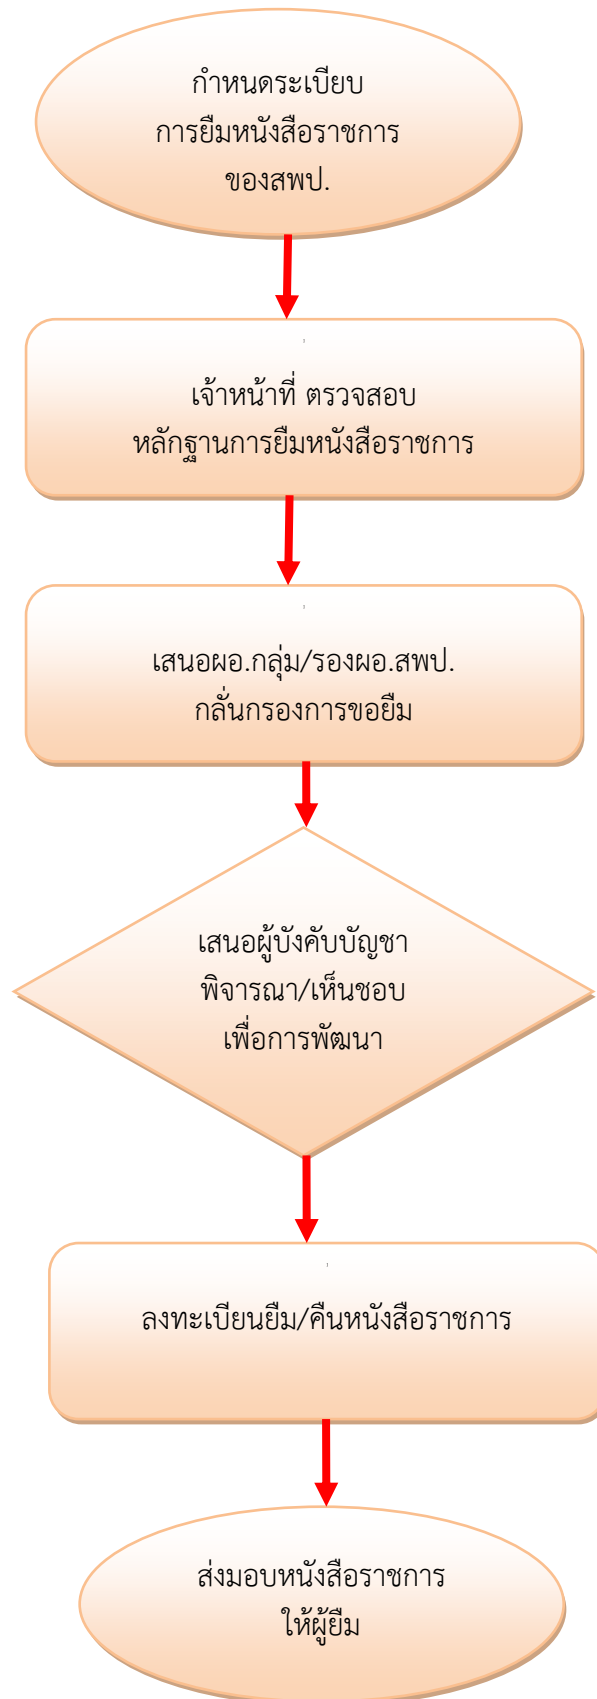 กำหนดระเบียบ
การยืมหนังสือราชการ
ของสพป.
เจ้าหน้าที่ ตรวจสอบ
หลักฐานการยืมหนังสือราชการ
เสนอผอ.กลุ่ม/รองผอ.สพป.
กลั่นกรองการขอยืม
เสนอผู้บังคับบัญชา
พิจารณา/เห็นชอบ
เพื่อการพัฒนา
ลงทะเบียนยืม/คืนหนังสือราชการ
ส่งมอบหนังสือราชการ
ให้ผู้ยืม